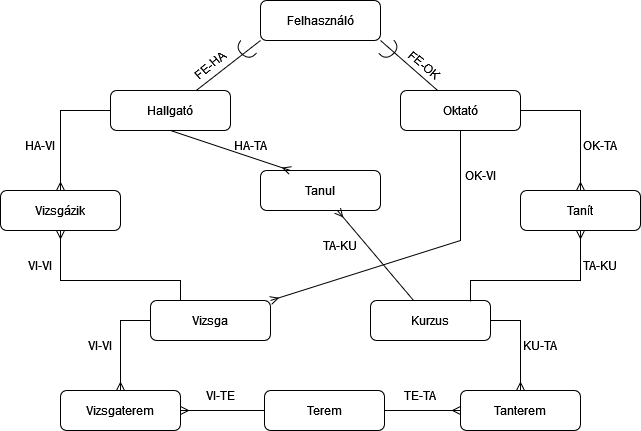 Felhasználó
FE-HA
FE-OK
Hallgató
Oktató
HA-VI
HA-TA
OK-VI
OK-TA
Vizsgázik
Tanul
Tanít
VI-VI
TA-KU
TA-KU
Vizsga
Kurzus
VI-VI
KU-TA
Vizsgaterem
VI-TE
Terem
TE-TA
Tanterem